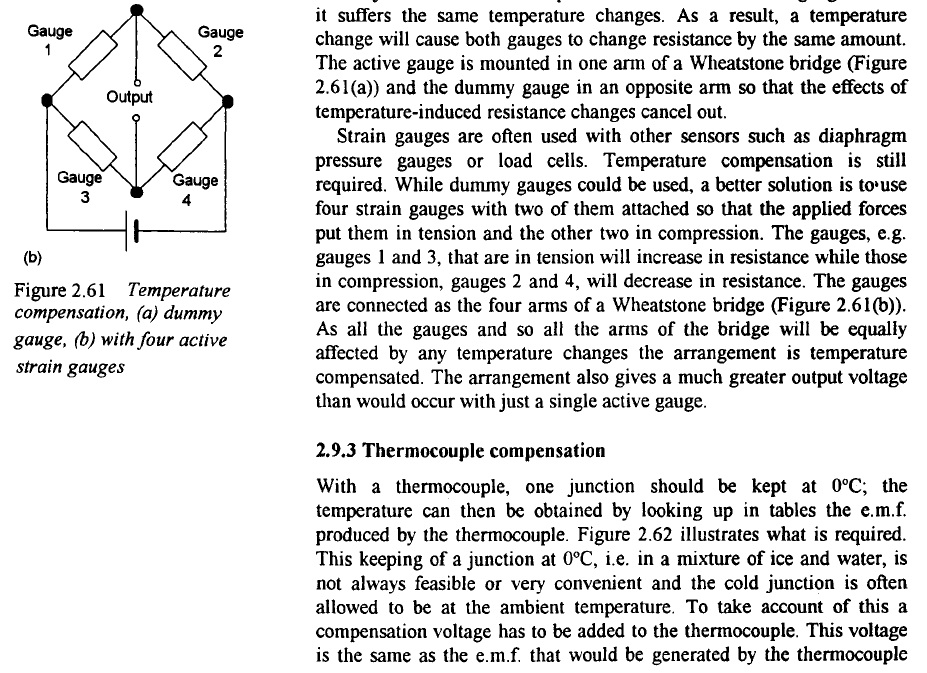 Gauge
1
Gauge
2
Output
Gauge
3
Gauge
4
(b)
Figure 2.61 Temperature
compensation, (a) dummy
gauge, (b) with four active
strain gauges
it suffers the same temperature changes. As a result, a temperature
change will cause both gauges to change resistance by the same amount.
The active gauge is mounted in one arm of a Wheatstone bridge (Figure
2.61(a)) and the dummy gauge in an opposite arm so that the effects of
temperature-induced resistance changes cancel out.
Strain gauges are often used with other sensors such as diaphragm
pressure gauges or load cells. Temperature compensation is still
required. While dummy gauges could be used, a better solution is to use
four strain gauges with two of them attached so that the applied forces
put them in tension and the other two in compression. The gauges, e.g.
gauges 1 and 3, that are in tension will increase in resistance while those
in compression, gauges 2 and 4, will decrease in resistance. The gauges
are connected as the four arms of a Wheatstone bridge (Figure 2.61(b)).
As all the gauges and so all the arms of the bridge will be equally
affected by any temperature changes the arrangement is temperature
compensated. The arrangement also gives a much greater output voltage
than would occur with just a single active gauge.
2.9.3 Thermocouple compensation
With a thermocouple, one junction should be kept at 0°C; the
temperature can then be obtained by looking up in tables the e.m.f.
produced by the thermocouple. Figure 2.62 illustrates what is required.
This keeping of a junction at 0°C, i.e. in a mixture of ice and water, is
not always feasible or very convenient and the cold junction is often
allowed to be at the ambient temperature. To take account of this a
compensation voltage has to be added to the thermocouple. This voltage
is the same as the e.m.f. that would be generated by the thermocouple